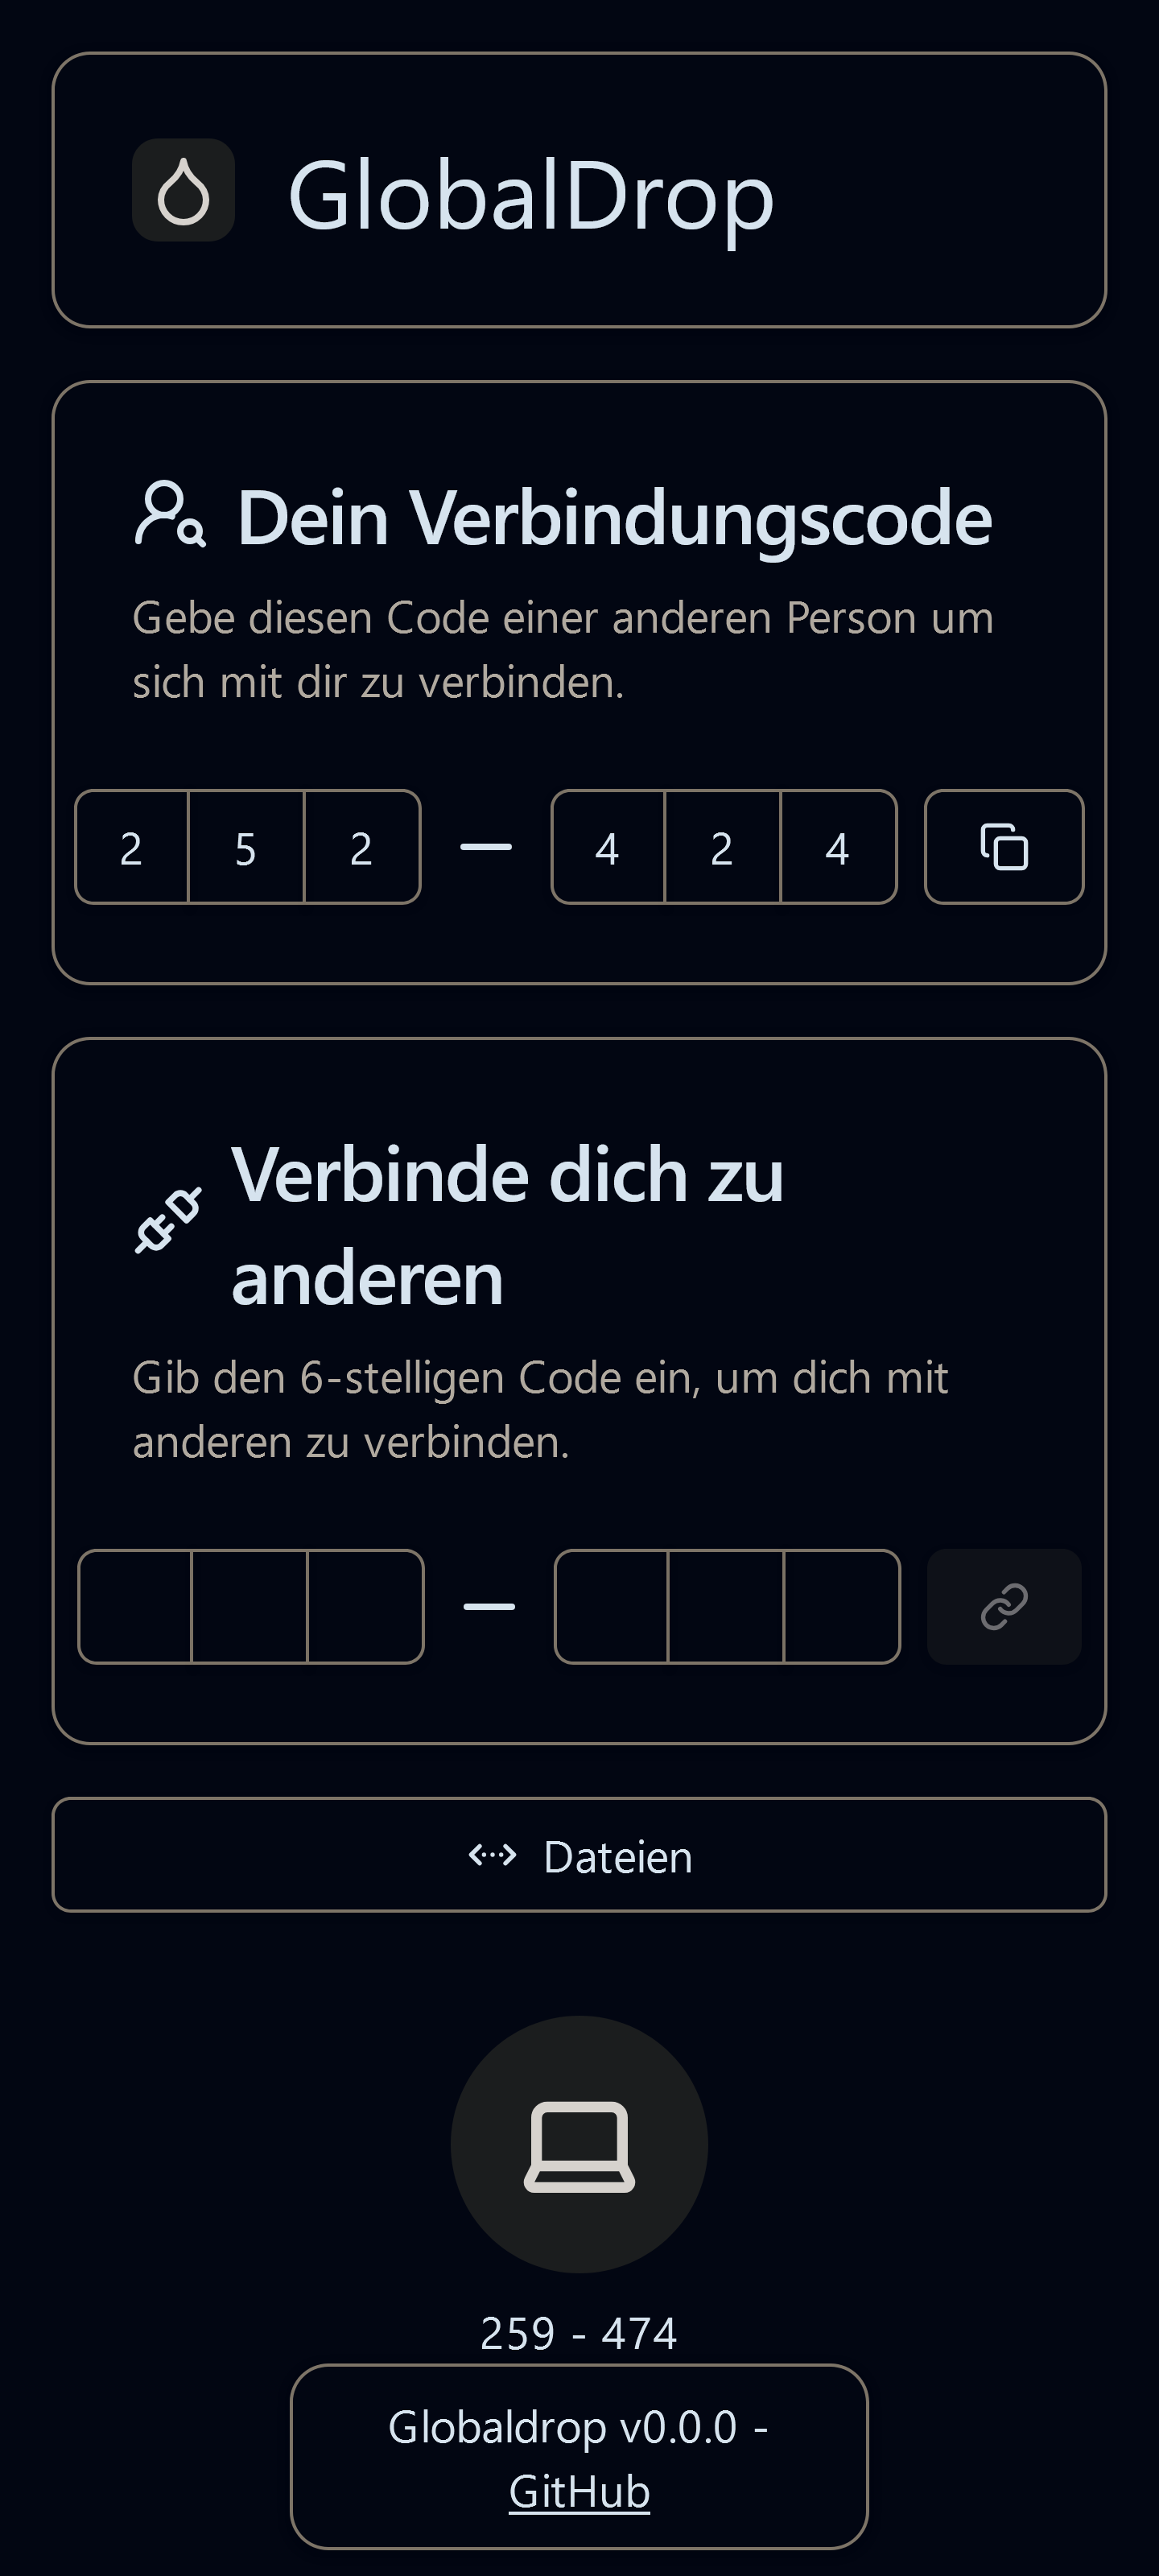 GlobalDrop
Dein Verbindungscode
Gebe diesen Code einer anderen Person um
sich mit dir zu verbinden.
2 5 2 — 4 2 4
Verbinde dich zu
anderen
Gib den 6-stelligen Code ein, um dich mit
anderen zu verbinden.
Dateien
259 - 474
Globaldrop v0.0.0 -
GitHub